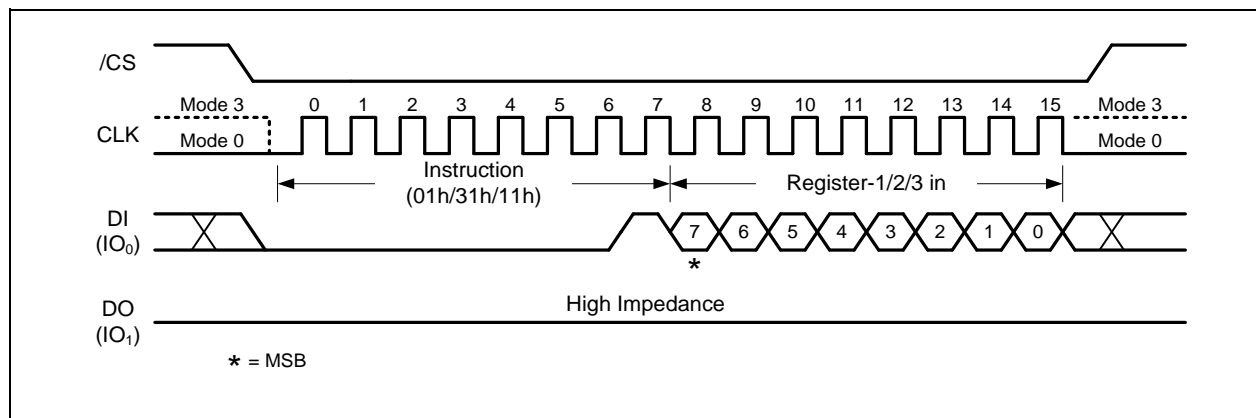 /CS
Mode 3 0 1 2 3 4 5 6 7 8 9 10 11 12 13 14 15 Mode 3
CLK
Mode 0 Mode 0
Instruction
(01h/31h/11h)
Register-1/2/3 in
DI
(IO₀)
7 6 5 4 3 2 1 0
*
High Impedance
DO
(IO₁)
* = MSB